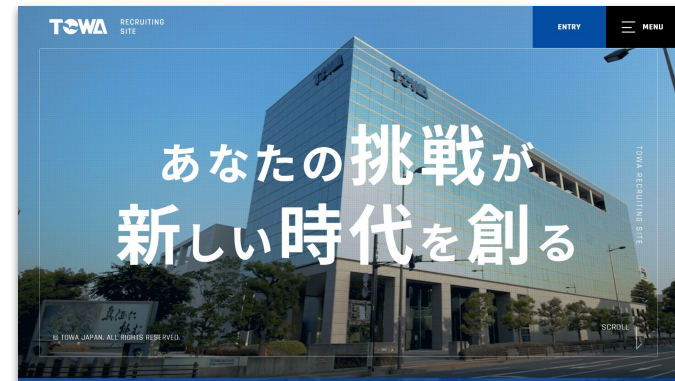 TOWA
RECRUITING
SITE
ENTRY
MENU
TOWA
TOWA
あなたの挑戦が
新しい時代を創る
TOWA RECRUITING SITE
SCROLL
© TOWA JAPAN. ALL RIGHTS RESERVED.